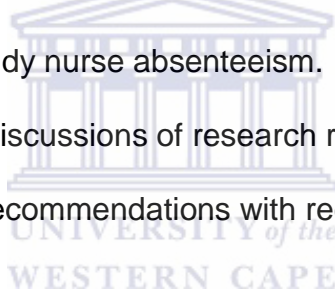 dy nurse absenteeism.
iscussions of research r
ecommendations with re
UNIVERSITY of the
WESTERN CAPE